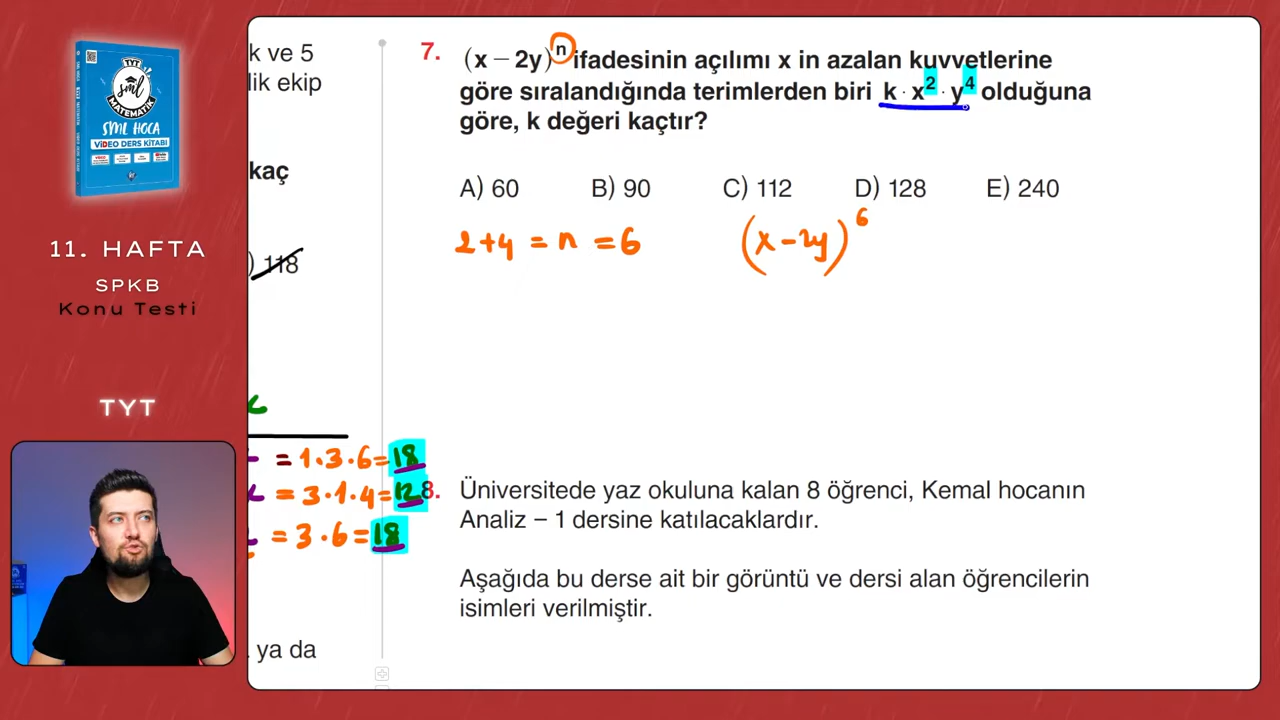 TYT
sml
MATEMATİK
SML HOCA
VİDEO DERS KİTABI
11. HAFTA
SPKB
Konu Testi
TYT
k ve 5
lik ekip
kaç
) 118
= 1.3.6= 18
= 3.1.4= 12
= 3.6= 18
ya da
7. (x – 2y)n ifadesinin açılımı x in azalan kuvvetlerine
göre sıralandığında terimlerden biri k · x2 · y4 olduğuna
göre, k değeri kaçtır?
A) 60 B) 90 C) 112 D) 128 E) 240
2+4 = n = 6 (x-2y)6
8. Üniversitede yaz okuluna kalan 8 öğrenci, Kemal hocanın
Analiz – 1 dersine katılacaklardır.
Aşağıda bu derse ait bir görüntü ve dersi alan öğrencilerin
isimleri verilmiştir.